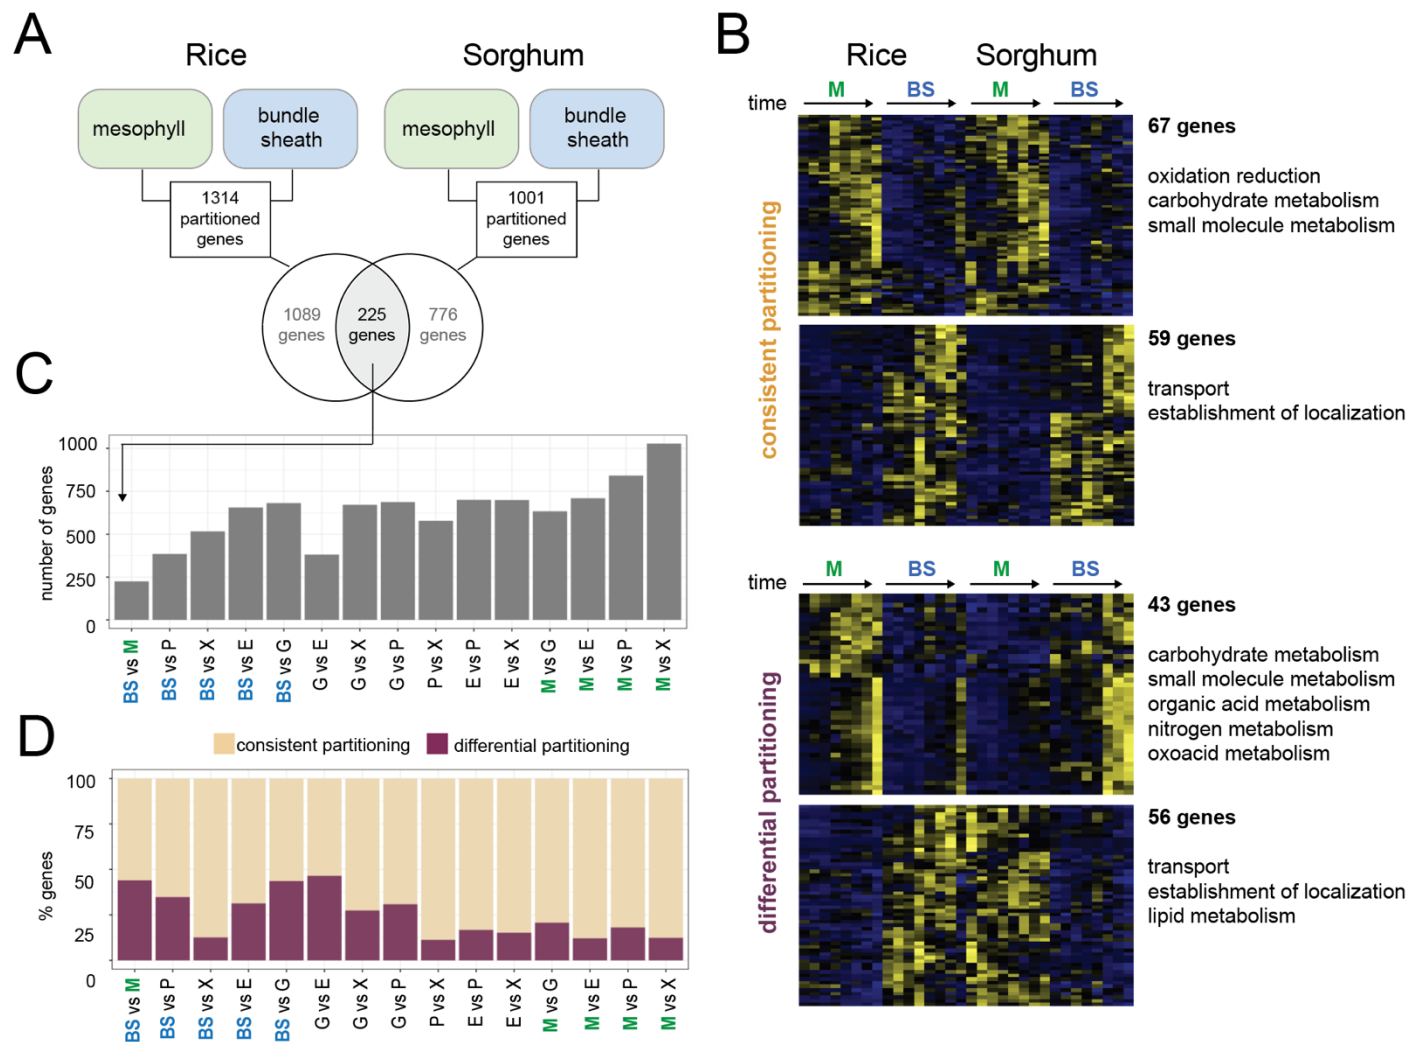 A
Rice
Sorghum
mesophyll
bundle
sheath
mesophyll
bundle
sheath
1314
partitioned
genes
1001
partitioned
genes
1089
genes
225
genes
776
genes
B
Rice
Sorghum
time
M
BS
M
BS
consistent partitioning
67 genes
oxidation reduction
carbohydrate metabolism
small molecule metabolism
59 genes
transport
establishment of localization
time
M
BS
M
BS
differential partitioning
43 genes
carbohydrate metabolism
small molecule metabolism
organic acid metabolism
nitrogen metabolism
oxoacid metabolism
56 genes
transport
establishment of localization
lipid metabolism
C
number of genes
1000
750
500
250
0
BS vs M
BS vs P
BS vs X
BS vs E
BS vs G
G vs E
G vs X
G vs P
P vs X
E vs P
E vs X
M vs G
M vs E
M vs P
M vs X
D
consistent partitioning
differential partitioning
% genes
100
75
50
25
0
BS vs M
BS vs P
BS vs X
BS vs E
BS vs G
G vs E
G vs X
G vs P
P vs X
E vs P
E vs X
M vs G
M vs E
M vs P
M vs X